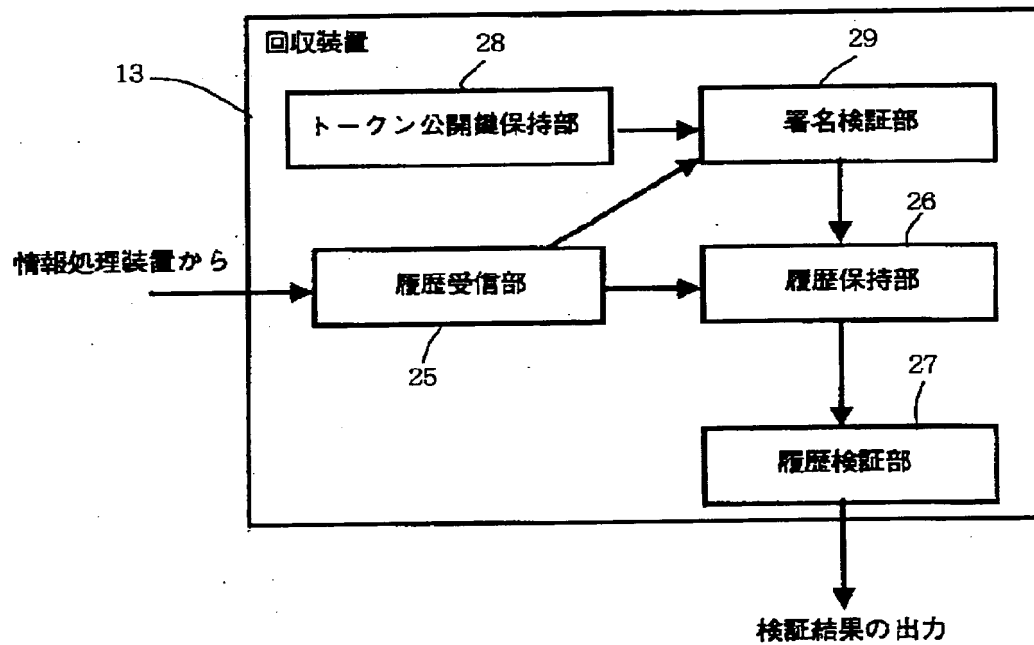 回収装置
28
29
13
トークン公開鍵保持部
署名検証部
26
情報処理装置から
履歴受信部
履歴保持部
25
27
履歴検証部
検証結果の出力